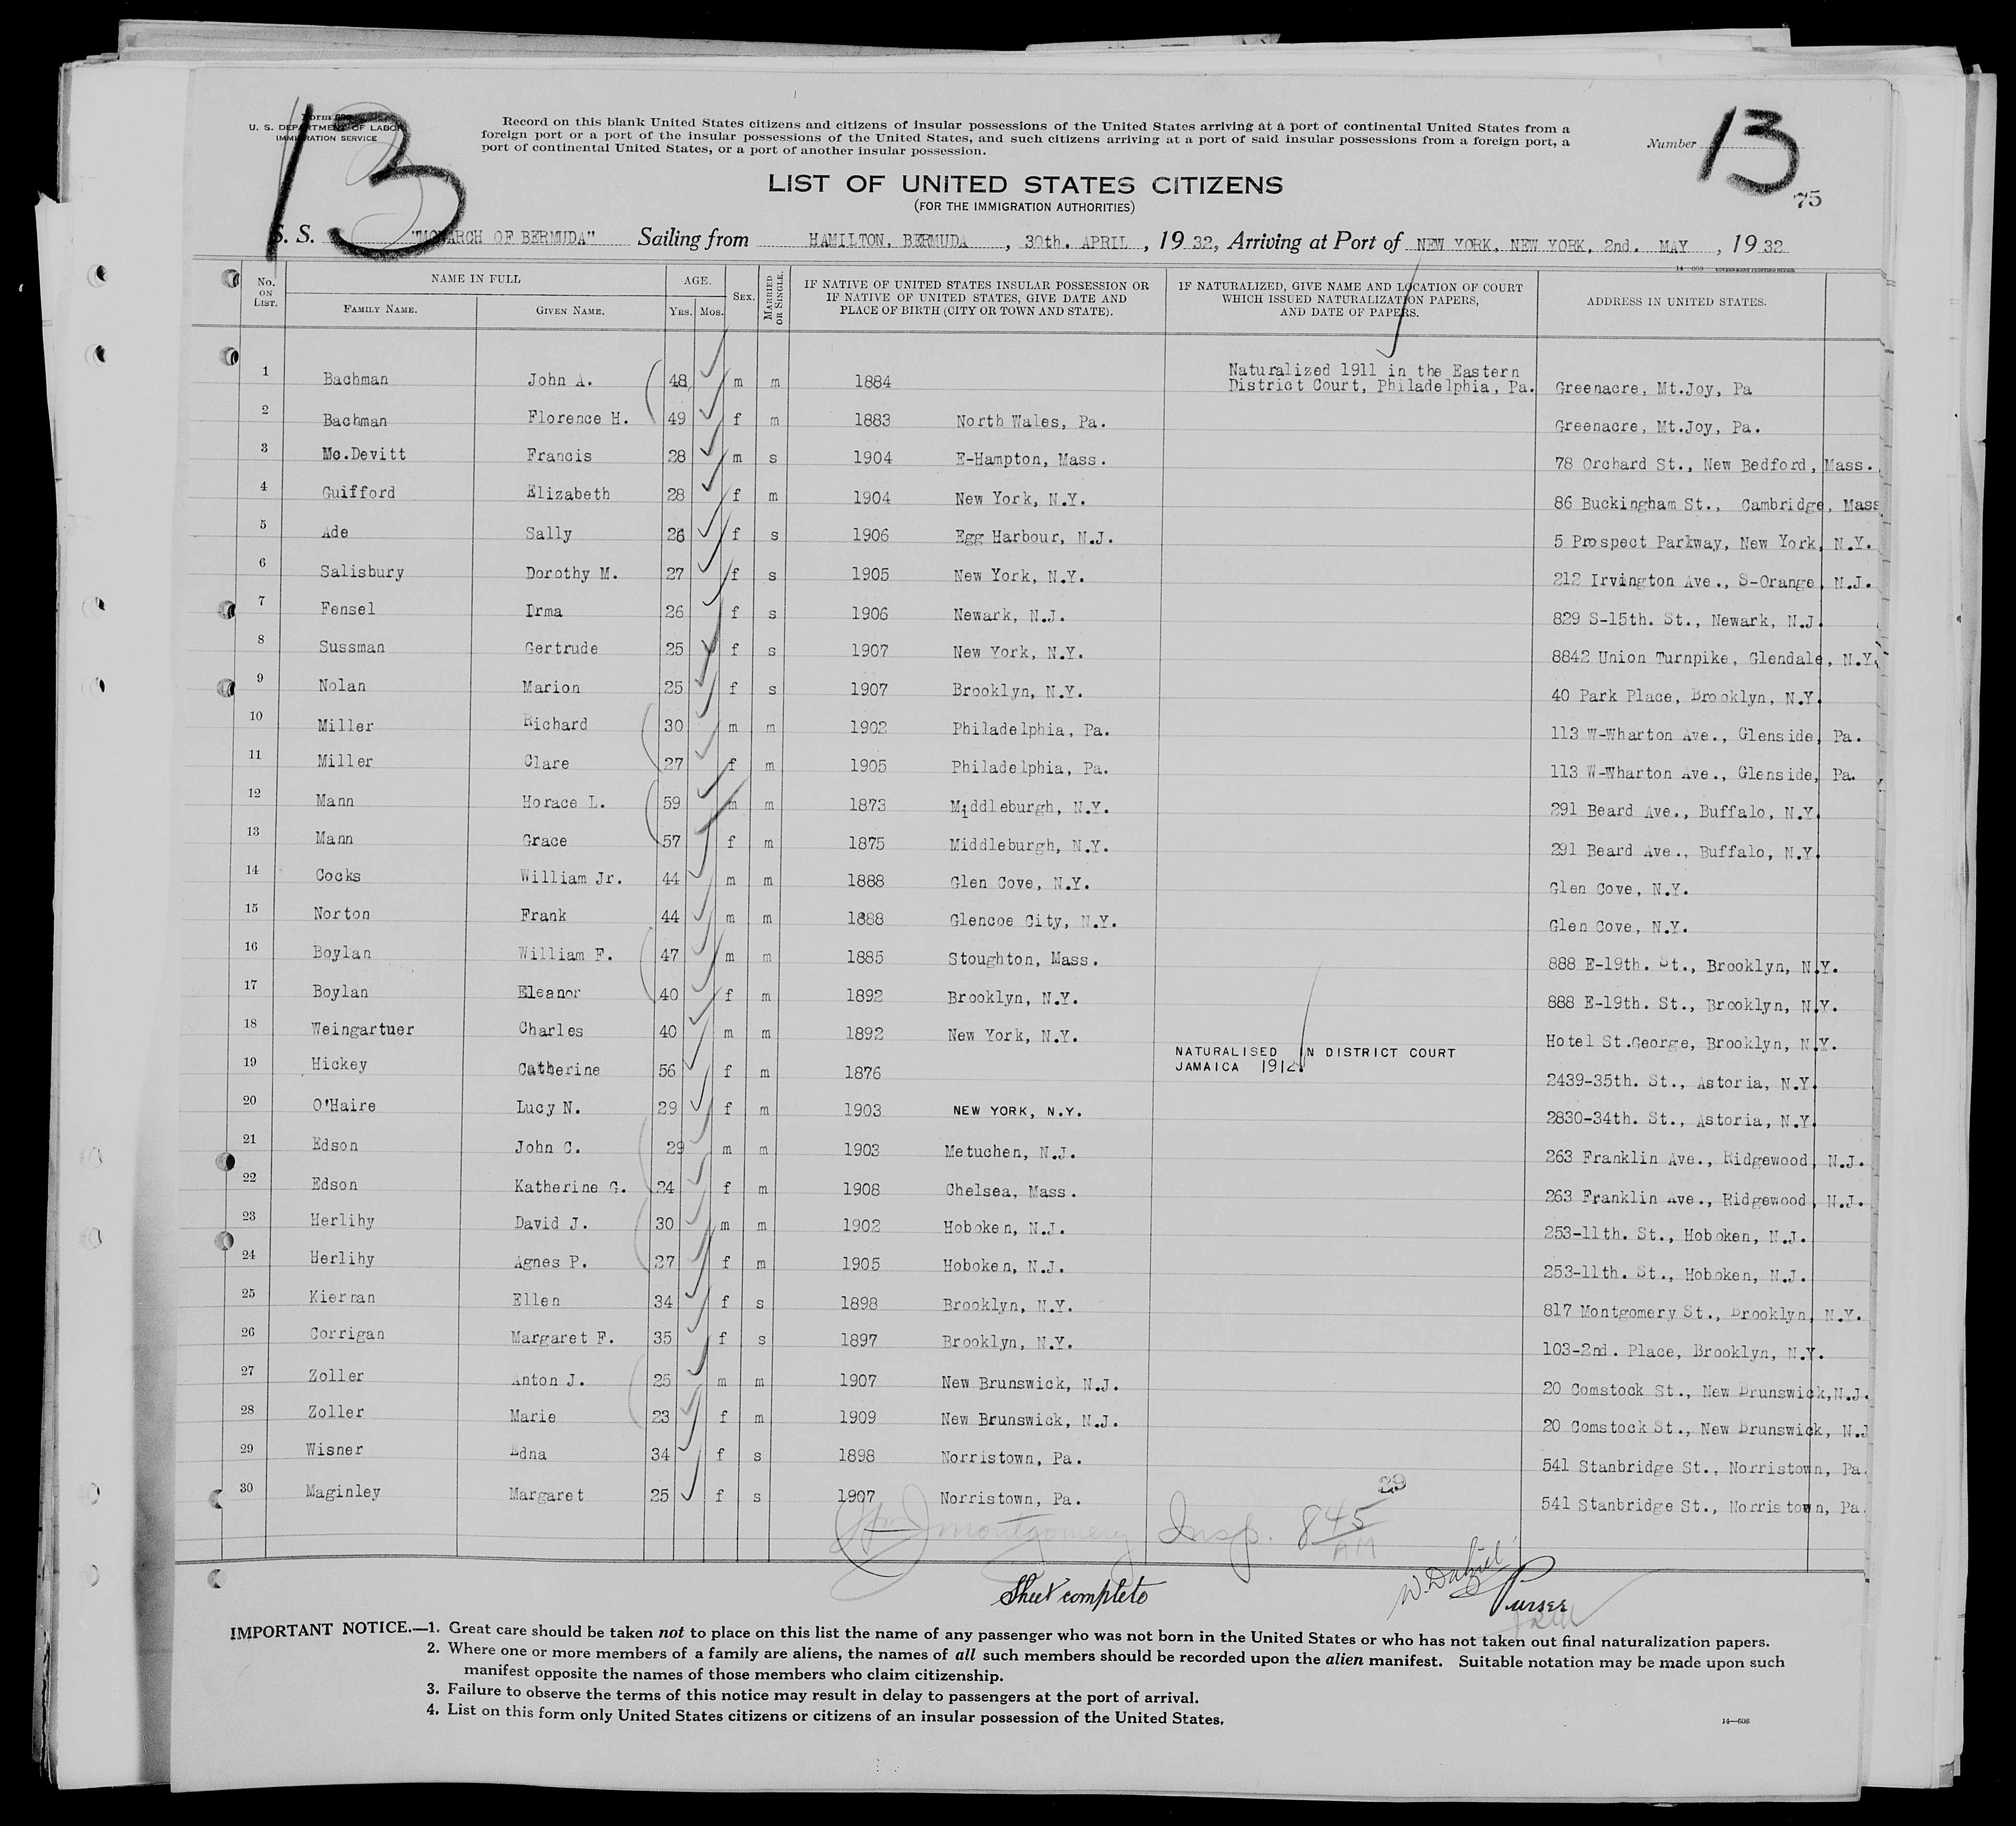 13
Form 630
U. S. DEPARTMENT OF LABOR
IMMIGRATION SERVICE
Record on this blank United States citizens and citizens of insular possessions of the United States arriving at a port of continental United States from a
foreign port or a port of the insular possessions of the United States, and such citizens arriving at a port of said insular possessions from a foreign port, a
port of continental United States, or a port of another insular possession.
Number 13
75
LIST OF UNITED STATES CITIZENS
(FOR THE IMMIGRATION AUTHORITIES)
S. S. "MONARCH OF BERMUDA" Sailing from HAMILTON, BERMUDA, 30th. APRIL, 19 32, Arriving at Port of NEW YORK, NEW YORK, 2nd. MAY, 19 32
No. ON LIST. NAME IN FULL FAMILY NAME. GIVEN NAME. AGE. YRS. MOS. SEX. MARRIED OR SINGLE. IF NATIVE OF UNITED STATES INSULAR POSSESSION OR IF NATIVE OF UNITED STATES, GIVE DATE AND PLACE OF BIRTH (CITY OR TOWN AND STATE). IF NATURALIZED, GIVE NAME AND LOCATION OF COURT WHICH ISSUED NATURALIZATION PAPERS, AND DATE OF PAPERS. ADDRESS IN UNITED STATES.
1 Bachman John A. 48 m m 1884 Naturalized 1911 in the Eastern District Court, Philadelphia, Pa. Greenacre, Mt.Joy, Pa
2 Bachman Florence H. 49 f m 1883 North Wales, Pa. Greenacre, Mt.Joy, Pa.
3 Mc.Devitt Francis 28 m s 1904 E-Hampton, Mass. 78 Orchard St., New Bedford, Mass.
4 Guifford Elizabeth 28 f m 1904 New York, N.Y. 86 Buckingham St., Cambridge, Mass
5 Ade Sally 26 f s 1906 Egg Harbour, N.J. 5 Prospect Parkway, New York, N.Y.
6 Salisbury Dorothy M. 27 f s 1905 New York, N.Y. 212 Irvington Ave., S-Orange, N.J.
7 Fensel Irma 26 f s 1906 Newark, N.J. 829 S-15th. St., Newark, N.J.
8 Sussman Gertrude 25 f s 1907 New York, N.Y. 8842 Union Turnpike, Glendale, N.Y.
9 Nolan Marion 25 f s 1907 Brooklyn, N.Y. 40 Park Place, Brooklyn, N.Y.
10 Miller Richard 30 m m 1902 Philadelphia, Pa. 113 W-Wharton Ave., Glenside, Pa.
11 Miller Clare 27 f m 1905 Philadelphia, Pa. 113 W-Wharton Ave., Glenside, Pa.
12 Mann Horace L. 59 m m 1873 Middleburgh, N.Y. 291 Beard Ave., Buffalo, N.Y.
13 Mann Grace 57 f m 1875 Middleburgh, N.Y. 291 Beard Ave., Buffalo, N.Y.
14 Cocks William Jr. 44 m m 1888 Glen Cove, N.Y. Glen Cove, N.Y.
15 Norton Frank 44 m m 1888 Glencoe City, N.Y. Glen Cove, N.Y.
16 Boylan William F. 47 m m 1885 Stoughton, Mass. 888 E-19th. St., Brooklyn, N.Y.
17 Boylan Eleanor 40 f m 1892 Brooklyn, N.Y. 888 E-19th. St., Brooklyn, N.Y.
18 Weingartuer Charles 40 m m 1892 New York, N.Y. Hotel St.George, Brooklyn, N.Y.
19 Hickey Catherine 56 f m 1876 NATURALISED IN DISTRICT COURT JAMAICA 1912. 2439-35th. St., Astoria, N.Y.
20 O'Haire Lucy N. 29 f m 1903 NEW YORK, N.Y. 2830-34th. St., Astoria, N.Y.
21 Edson John C. 29 m m 1903 Metuchen, N.J. 263 Franklin Ave., Ridgewood, N.J.
22 Edson Katherine G. 24 f m 1908 Chelsea, Mass. 263 Franklin Ave., Ridgewood, N.J.
23 Herlihy David J. 30 m m 1902 Hoboken, N.J. 253-11th. St., Hoboken, N.J.
24 Herlihy Agnes P. 27 f m 1905 Hoboken, N.J. 253-11th. St., Hoboken, N.J.
25 Kiernan Ellen 34 f s 1898 Brooklyn, N.Y. 817 Montgomery St., Brooklyn, N.Y.
26 Corrigan Margaret F. 35 f s 1897 Brooklyn, N.Y. 103-2nd. Place, Brooklyn, N.Y.
27 Zoller Anton J. 25 m m 1907 New Brunswick, N.J. 20 Comstock St., New Brunswick, N.J.
28 Zoller Marie 23 f m 1909 New Brunswick, N.J. 20 Comstock St., New Brunswick, N.J
29 Wisner Edna 34 f s 1898 Norristown, Pa. 541 Stanbridge St., Norristown, Pa.
30 Maginley Margaret 25 f s 1907 Norristown, Pa. 541 Stanbridge St., Norristown, Pa.
29
Montgomery Insp. 8 45 AM
Sheet complete
W. Dalziel
Purser
IMPORTANT NOTICE.—1. Great care should be taken not to place on this list the name of any passenger who was not born in the United States or who has not taken out final naturalization papers.
2. Where one or more members of a family are aliens, the names of all such members should be recorded upon the alien manifest. Suitable notation may be made upon such
manifest opposite the names of those members who claim citizenship.
3. Failure to observe the terms of this notice may result in delay to passengers at the port of arrival.
4. List on this form only United States citizens or citizens of an insular possession of the United States.
14—608